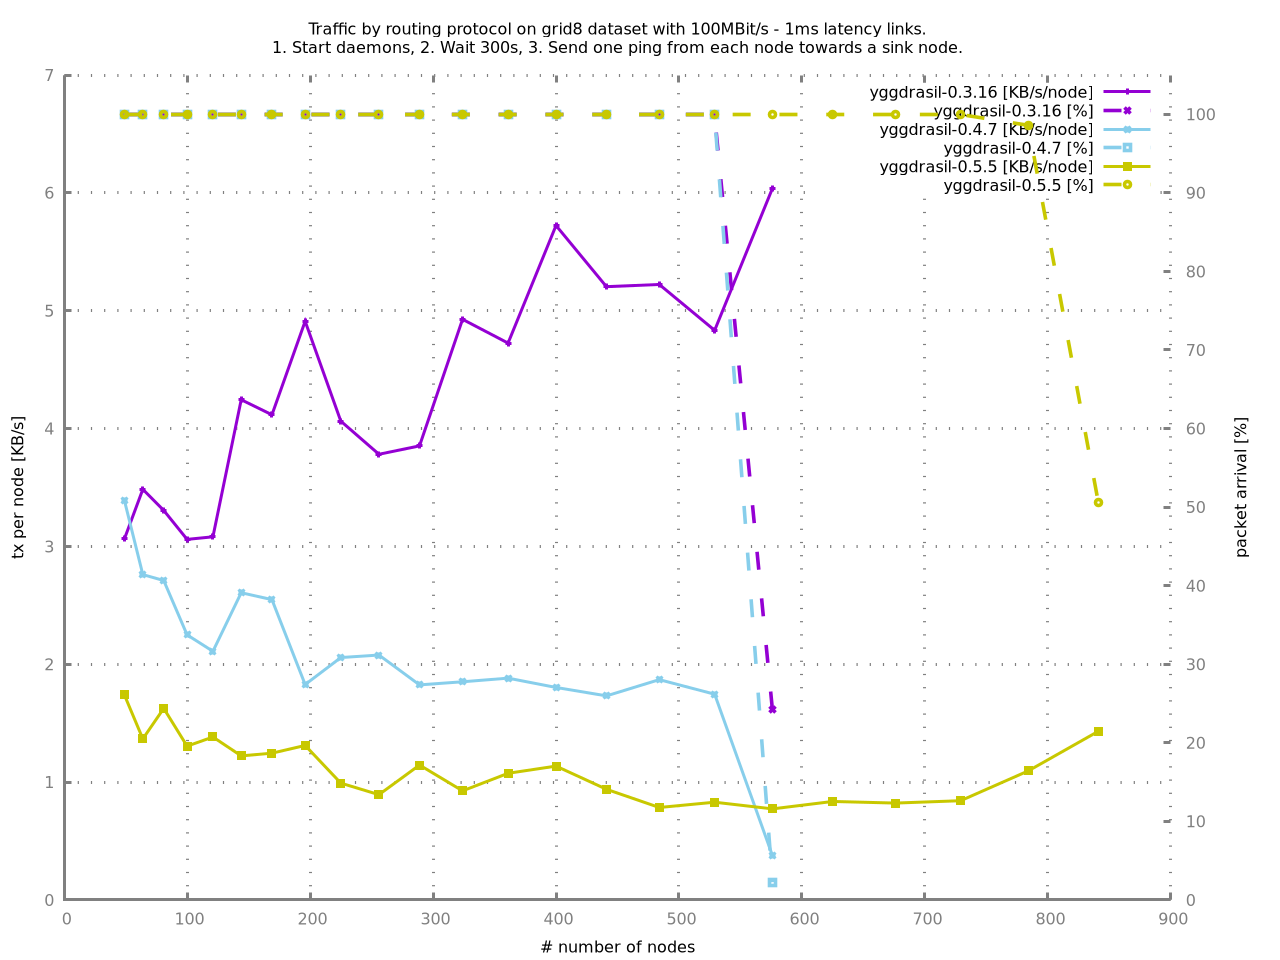 Traffic by routing protocol on grid8 dataset with 100MBit/s - 1ms latency links.
1. Start daemons, 2. Wait 300s, 3. Send one ping from each node towards a sink node.
yggdrasil-0.3.16 [KB/s/node]
yggdrasil-0.3.16 [%]
yggdrasil-0.4.7 [KB/s/node]
yggdrasil-0.4.7 [%]
yggdrasil-0.5.5 [KB/s/node]
yggdrasil-0.5.5 [%]
tx per node [KB/s]
7
6
5
4
3
2
1
0
packet arrival [%]
100
90
80
70
60
50
40
30
20
10
0
0 100 200 300 400 500 600 700 800 900
# number of nodes